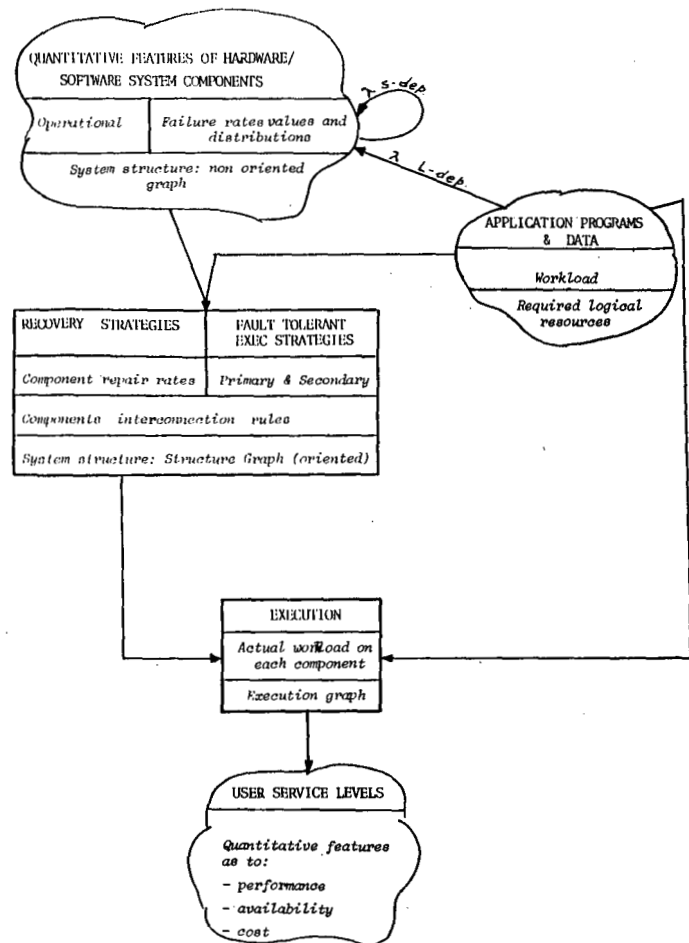 QUANTITATIVE FEATURES OF HARDWARE/
SOFTWARE SYSTEM COMPONENTS
Operational
Failure rates values and
distributions
System structure: non oriented
graph
λ s-dep.
λ L-dep.
APPLICATION PROGRAMS
& DATA
Workload
Required logical
resources
RECOVERY STRATEGIES
FAULT TOLERANT
EXEC STRATEGIES
Component repair rates
Primary & Secondary
Components interconnection rules
System structure: Structure Graph (oriented)
EXECUTION
Actual workload on
each component
Execution graph
USER SERVICE LEVELS
Quantitative features
as to:
- performance
- availability
- cost